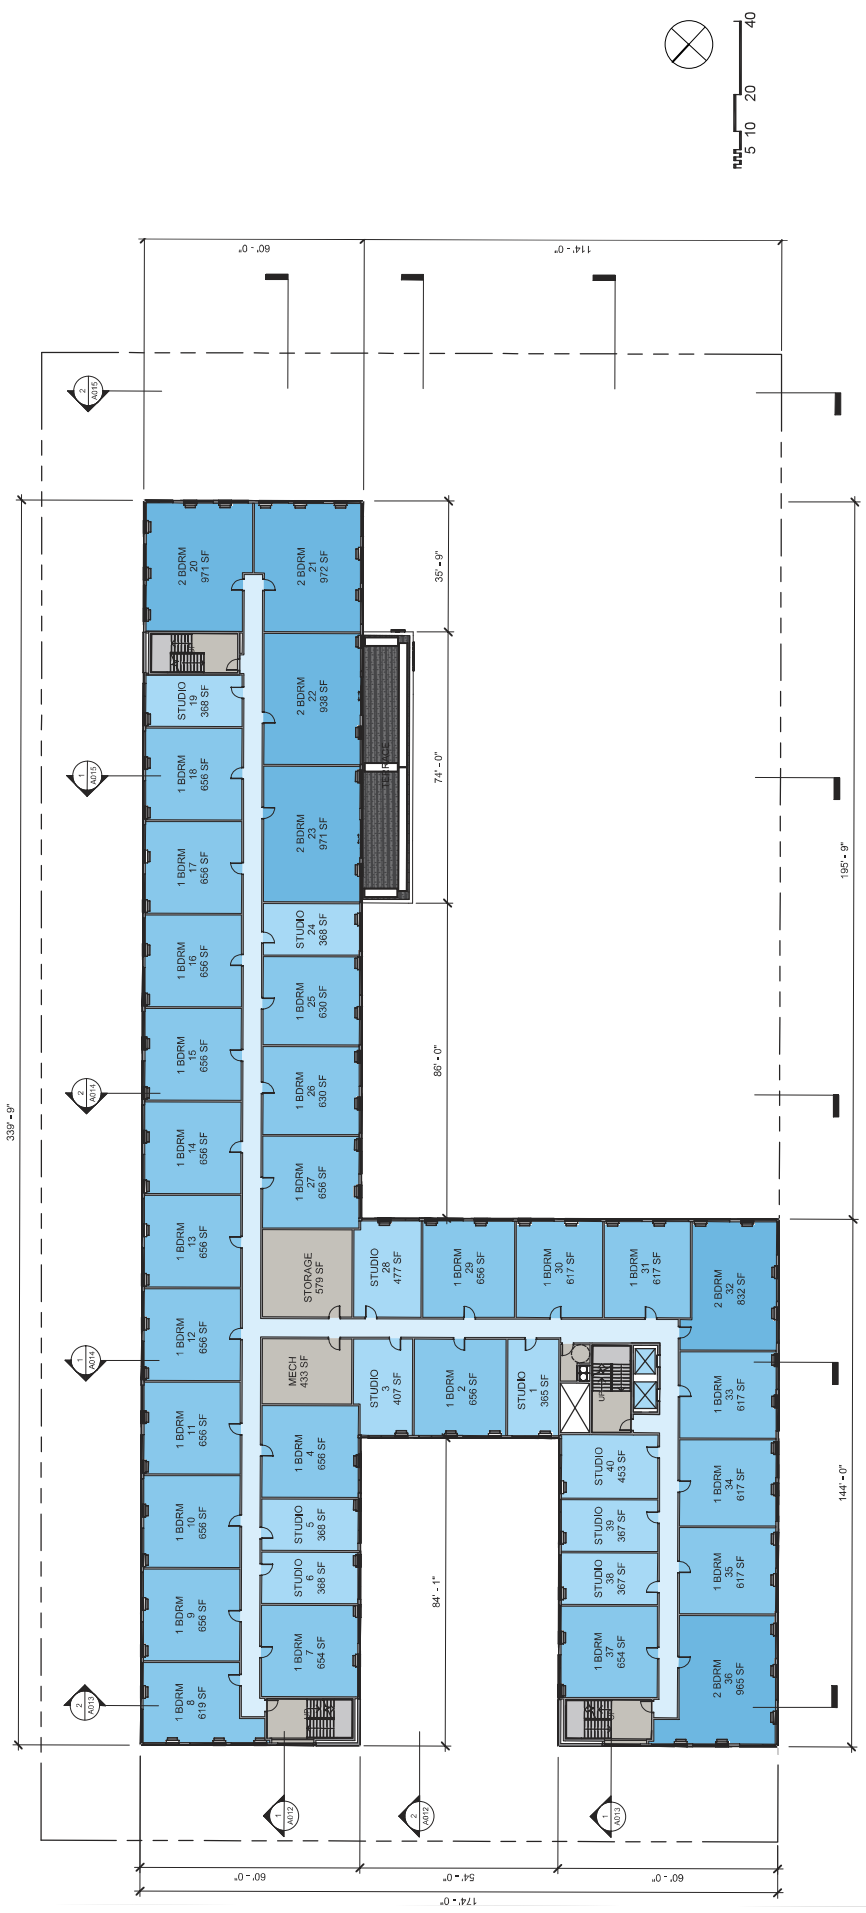 40
20
10
5
60' - 0"
114' - 0"
2
A015
2 BDRM
20
971 SF
2 BDRM
21
972 SF
35' - 9"
STUDIO
19
368 SF
2 BDRM
22
938 SF
TERRACE
74' - 0"
1
A015
1 BDRM
18
656 SF
2 BDRM
23
971 SF
195' - 9"
1 BDRM
17
656 SF
STUDIO
24
368 SF
1 BDRM
16
656 SF
1 BDRM
25
630 SF
339' - 9"
2
A014
1 BDRM
15
656 SF
1 BDRM
26
630 SF
86' - 0"
1 BDRM
14
656 SF
1 BDRM
27
656 SF
1 BDRM
13
656 SF
STORAGE
579 SF
STUDIO
28
477 SF
1 BDRM
29
656 SF
1 BDRM
30
617 SF
1 BDRM
31
617 SF
2 BDRM
32
832 SF
1
A014
1 BDRM
12
656 SF
MECH
433 SF
STUDIO
3
407 SF
1 BDRM
2
656 SF
STUDIO
1
365 SF
UP
1 BDRM
33
617 SF
1 BDRM
11
656 SF
1 BDRM
4
656 SF
STUDIO
40
453 SF
1 BDRM
34
617 SF
144' - 0"
1 BDRM
10
656 SF
STUDIO
5
368 SF
STUDIO
39
367 SF
1 BDRM
9
656 SF
STUDIO
6
368 SF
STUDIO
38
367 SF
1 BDRM
35
617 SF
84' - 1"
2
A013
1 BDRM
8
619 SF
1 BDRM
7
654 SF
1 BDRM
37
654 SF
2 BDRM
36
965 SF
UP
UP
1
A012
2
A012
1
A013
60' - 0"
54' - 0"
60' - 0"
174' - 0"